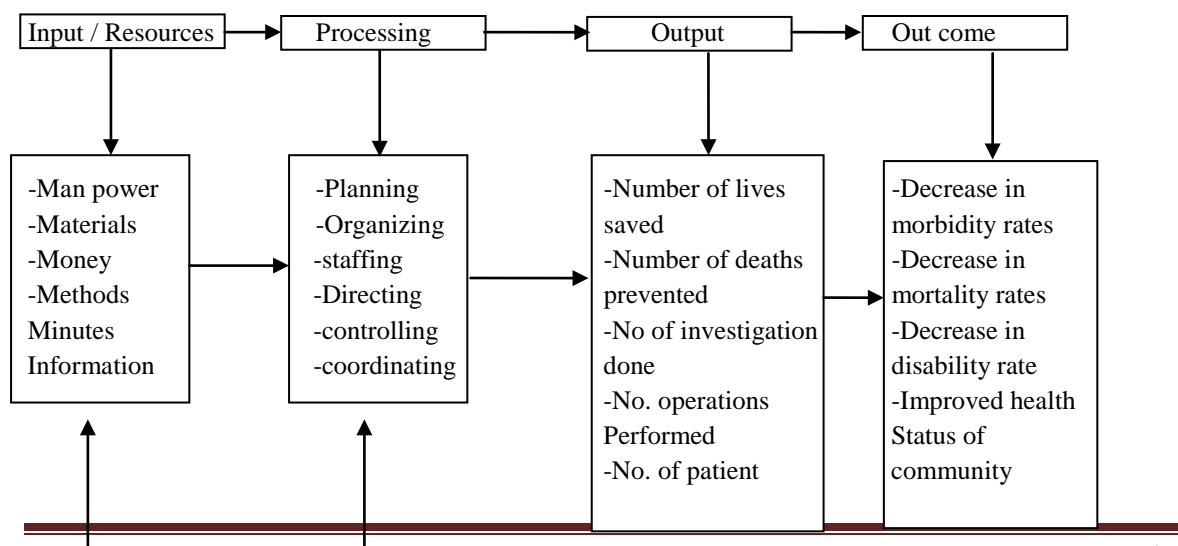 Input / Resources
Processing
Output
Out come
-Man power
-Materials
-Money
-Methods
Minutes
Information
-Planning
-Organizing
-staffing
-Directing
-controlling
-coordinating
-Number of lives
saved
-Number of deaths
prevented
-No of investigation
done
-No. operations
Performed
-No. of patient
-Decrease in
morbidity rates
-Decrease in
mortality rates
-Decrease in
disability rate
-Improved health
Status of
community